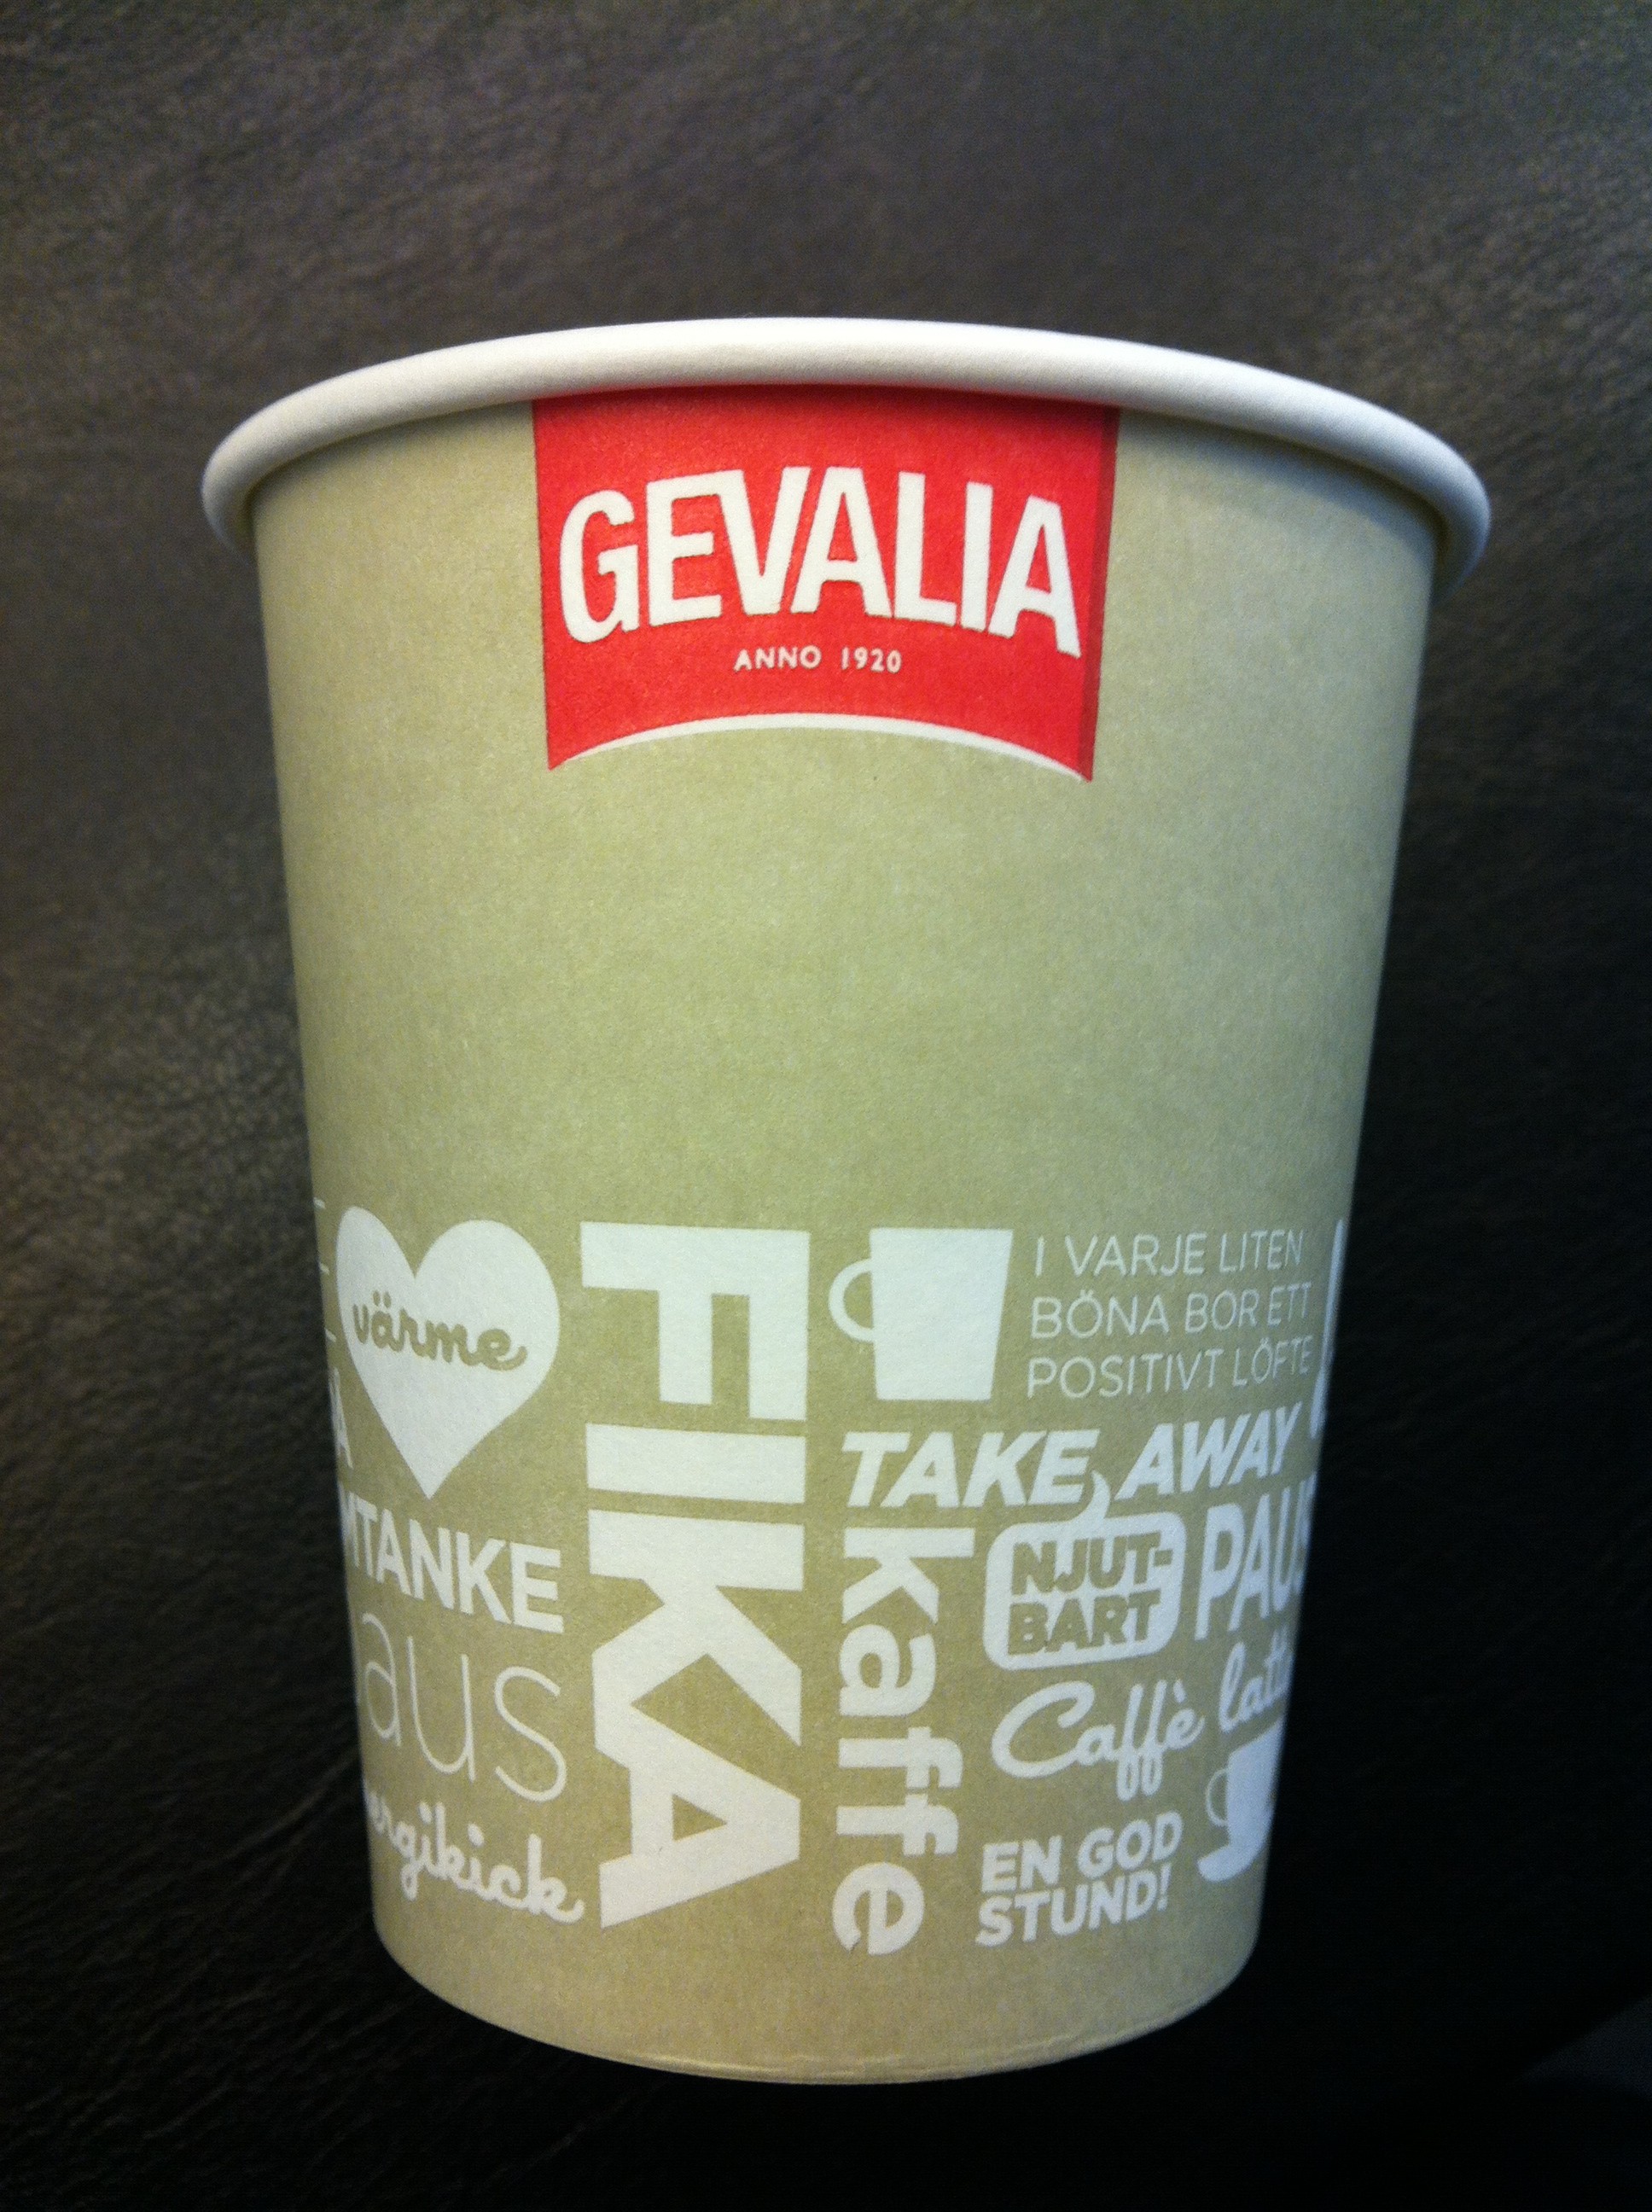 GEVALIA
ANNO 1920
värme
FIKA
I VARJE LITEN
BÖNA BOR ETT
POSITIVT LÖFTE
TAKE AWAY
kaffe
NJUT-
BART
Caffè
EN GOD
STUND!